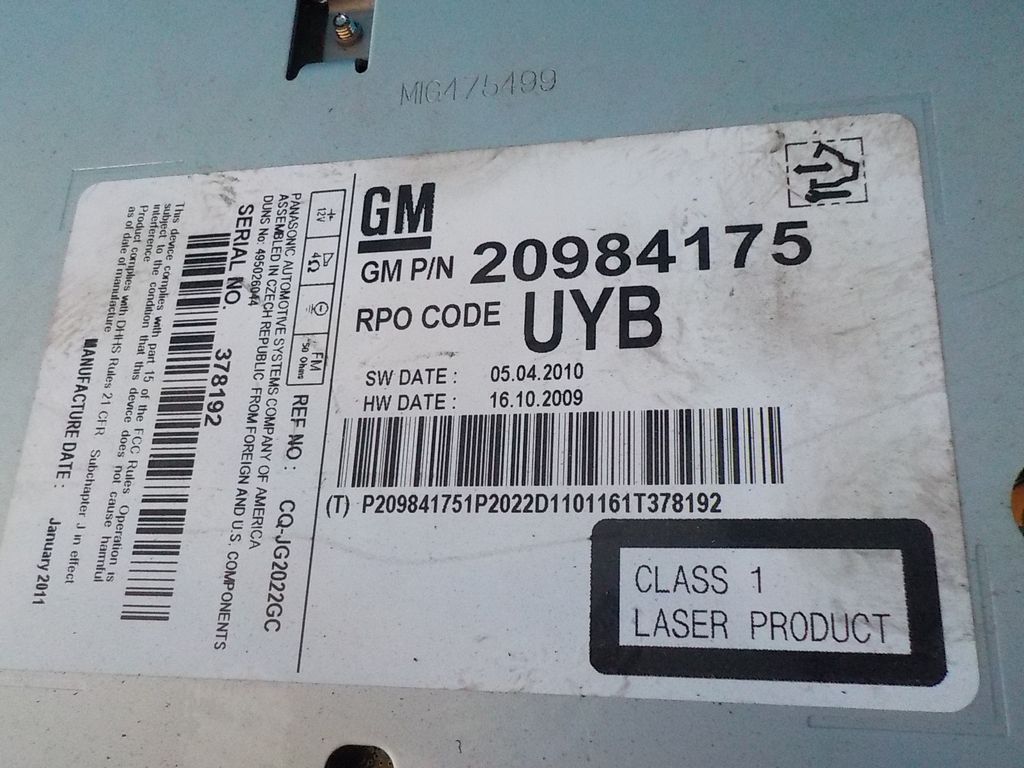 MIG475499
GM
GM P/N 20984175
RPO CODE UYB
SW DATE : 05.04.2010
HW DATE : 16.10.2009
(T) P209841751P2022D1101161T378192
CLASS 1
LASER PRODUCT
12V
4Ω
FM
50 Ohms
REF NO : CQ-JG2022GC
PANASONIC AUTOMOTIVE SYSTEMS COMPANY OF AMERICA
ASSEMBLED IN CZECH REPUBLIC FROM FOREIGN AND U.S. COMPONENTS
DUNS No: 495026044
SERIAL NO. 378192
This device complies with part 15 of the FCC Rules Operation is
subject to the condition that this device does not cause harmful
interference
Product complies with DHHS Rules 21 CFR Subchapter J in effect
as of date of manufacture
MANUFACTURE DATE : January 2011